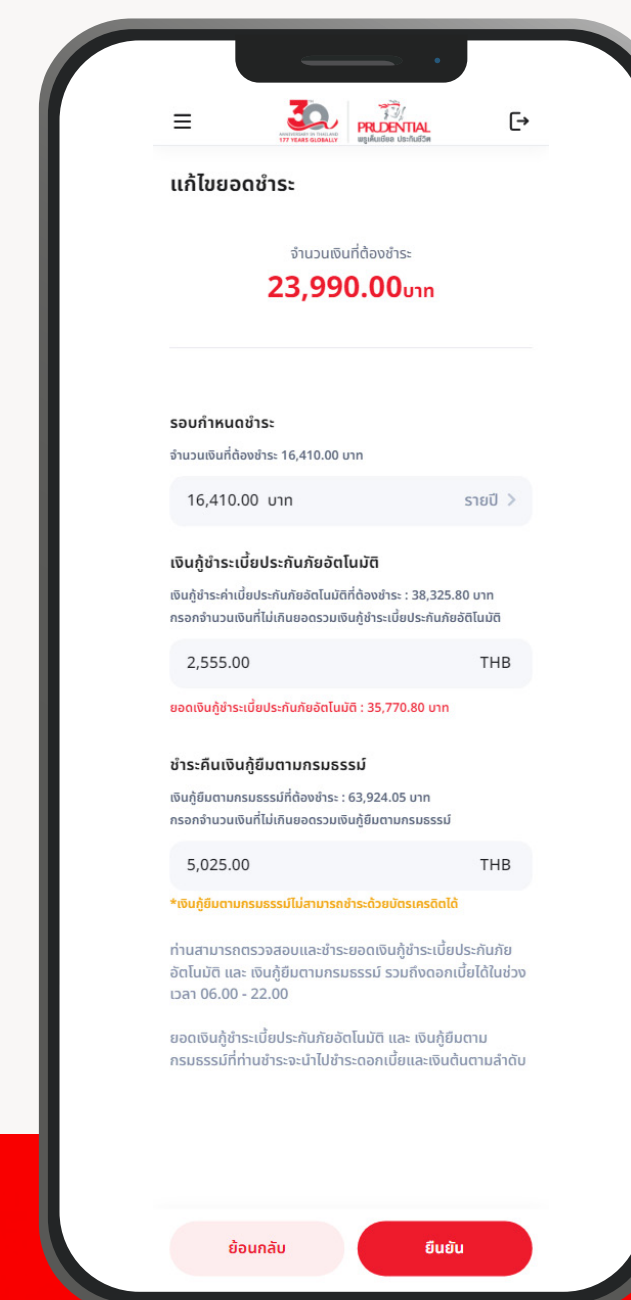 30
ANNIVERSARY IN THAILAND
177 YEARS GLOBALLY
PRUDENTIAL
พรูเด็นเชียล ประกันชีวิต
แก้ไขยอดชำระ
จำนวนเงินที่ต้องชำระ
23,990.00บาท
รอบกำหนดชำระ
จำนวนเงินที่ต้องชำระ 16,410.00 บาท
16,410.00 บาท รายปี >
เงินกู้ชำระเบี้ยประกันภัยอัตโนมัติ
เงินกู้ชำระค่าเบี้ยประกันภัยอัตโนมัติที่ต้องชำระ : 38,325.80 บาท
กรอกจำนวนเงินที่ไม่เกินยอดรวมเงินกู้ชำระเบี้ยประกันภัยอัติโนมัติ
2,555.00 THB
ยอดเงินกู้ชำระเบี้ยประกันภัยอัตโนมัติ : 35,770.80 บาท
ชำระคืนเงินกู้ยืมตามกรมธรรม์
เงินกู้ยืมตามกรมธรรม์ที่ต้องชำระ : 63,924.05 บาท
กรอกจำนวนเงินที่ไม่เกินยอดรวมเงินกู้ยืมตามกรมธรรม์
5,025.00 THB
*เงินกู้ยืมตามกรมธรรม์ไม่สามารถชำระด้วยบัตรเครดิตได้
ท่านสามารถตรวจสอบและชำระยอดเงินกู้ชำระเบี้ยประกันภัย
อัตโนมัติ และ เงินกู้ยืมตามกรมธรรม์ รวมถึงดอกเบี้ยได้ในช่วง
เวลา 06.00 - 22.00
ยอดเงินกู้ชำระเบี้ยประกันภัยอัตโนมัติ และ เงินกู้ยืมตาม
กรมธรรม์ที่ท่านชำระจะนำไปชำระดอกเบี้ยและเงินต้นตามลำดับ
ย้อนกลับ ยืนยัน